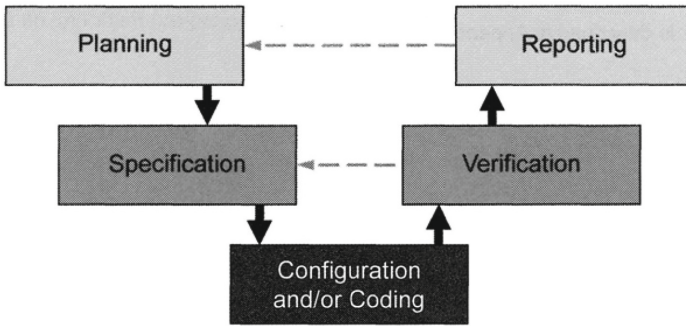 Planning
Reporting
Specification
Verification
Configuration
and/or Coding